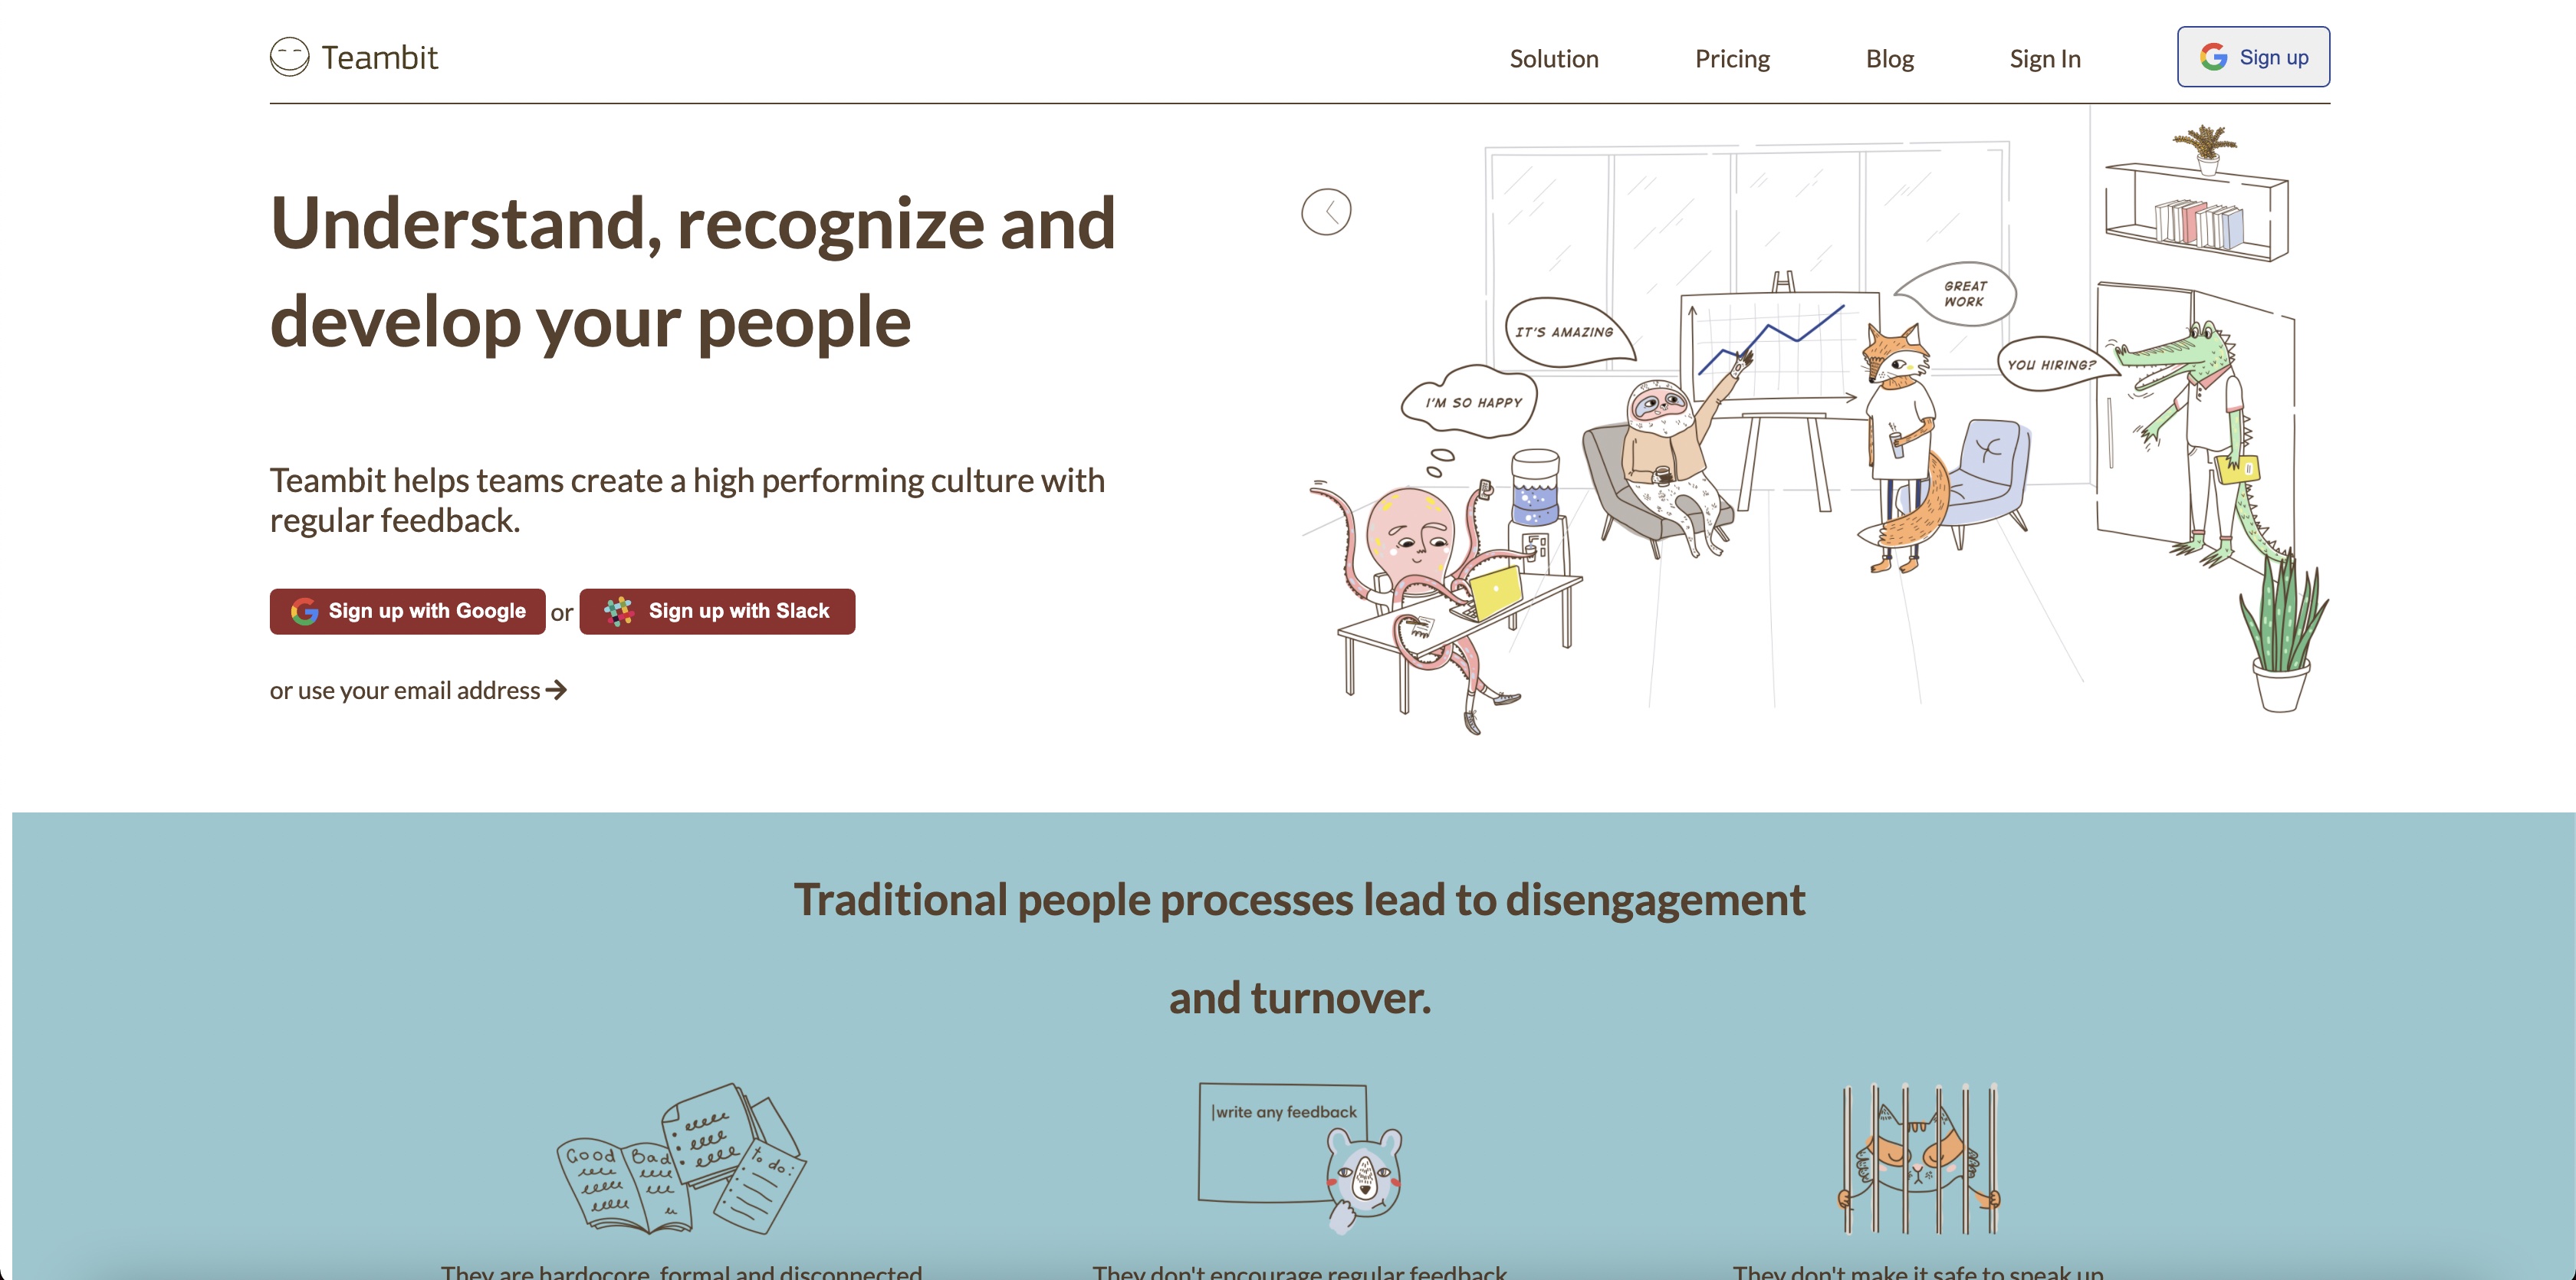 Teambit
Solution
Pricing
Blog
Sign In
Sign up
Understand, recognize and
develop your people
Teambit helps teams create a high performing culture with
regular feedback.
Sign up with Google
or
Sign up with Slack
or use your email address
I'M SO HAPPY
IT'S AMAZING
GREAT
WORK
YOU HIRING?
Traditional people processes lead to disengagement
and turnover.
Good
Bad
to do:
write any feedback
They are hardcore, formal and disconnected
They don't encourage regular feedback
They don't make it safe to speak up